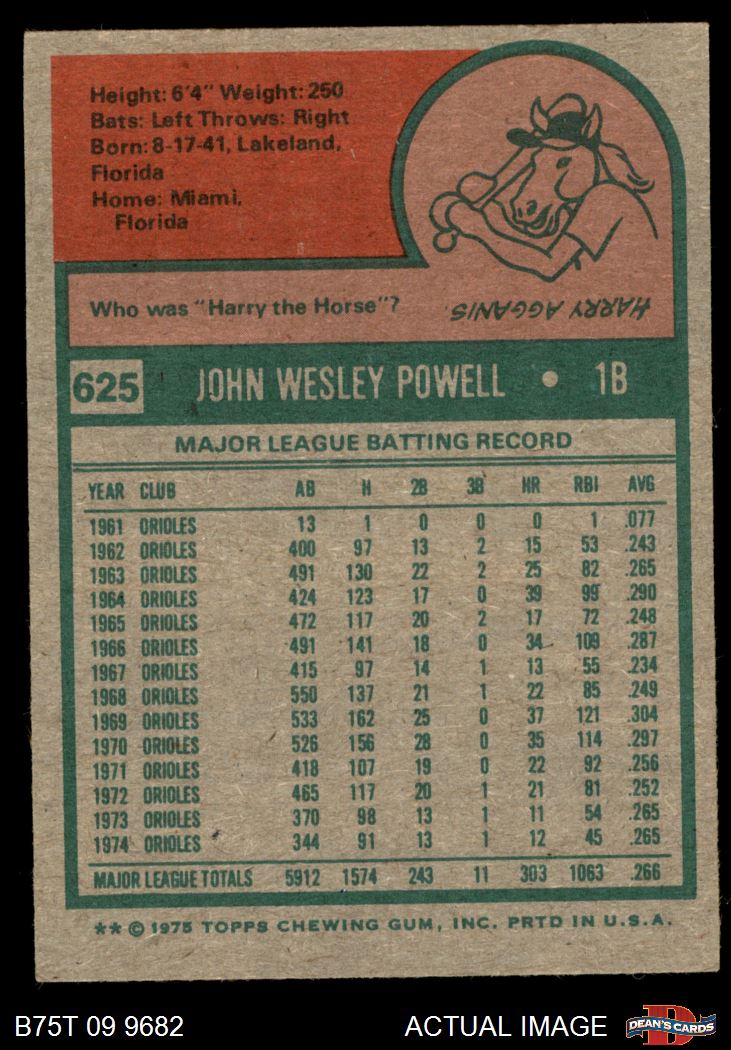 Height: 6'4" Weight: 250
Bats: Left Throws: Right
Born: 8-17-41, Lakeland,
Florida
Home: Miami,
Florida
Who was "Harry the Horse"?
HARRY AGGANIS.
625 JOHN WESLEY POWELL • 1B
MAJOR LEAGUE BATTING RECORD
YEAR CLUB AB H 2B 3B HR RBI AVG
1961 ORIOLES 13 1 0 0 0 1 .077
1962 ORIOLES 400 97 13 2 15 53 .243
1963 ORIOLES 491 130 22 2 25 82 .265
1964 ORIOLES 424 123 17 0 39 99 .290
1965 ORIOLES 472 117 20 2 17 72 .248
1966 ORIOLES 491 141 18 0 34 109 .287
1967 ORIOLES 415 97 14 1 13 55 .234
1968 ORIOLES 550 137 21 1 22 85 .249
1969 ORIOLES 533 162 25 0 37 121 .304
1970 ORIOLES 526 156 28 0 35 114 .297
1971 ORIOLES 418 107 19 0 22 92 .256
1972 ORIOLES 465 117 20 1 21 81 .252
1973 ORIOLES 370 98 13 1 11 54 .265
1974 ORIOLES 344 91 13 1 12 45 .265
MAJOR LEAGUE TOTALS 5912 1574 243 11 303 1063 .266
** © 1975 TOPPS CHEWING GUM, INC. PRTD IN U.S.A.
B75T 09 9682 ACTUAL IMAGE
D
DEAN'S CARDS